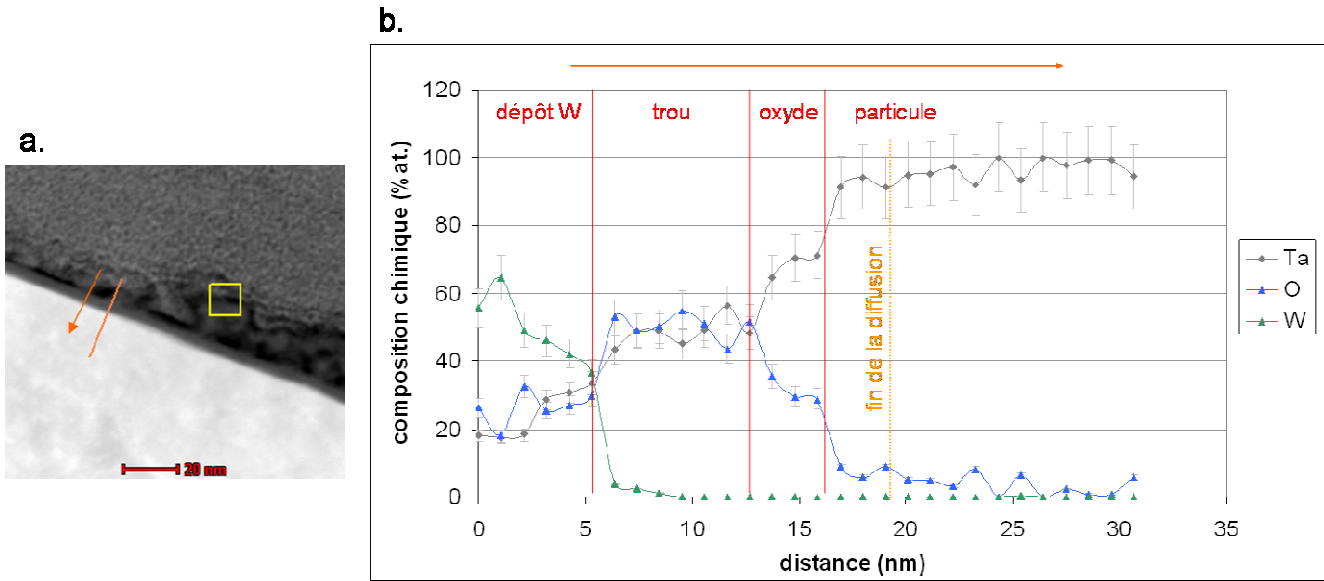 a.
20 nm
b.
dépôt W
trou
oxyde
particule
composition chimique (% at.)
120
100
80
60
40
20
0
fin de la diffusion
0 5 10 15 20 25 30 35
distance (nm)
Ta
O
W